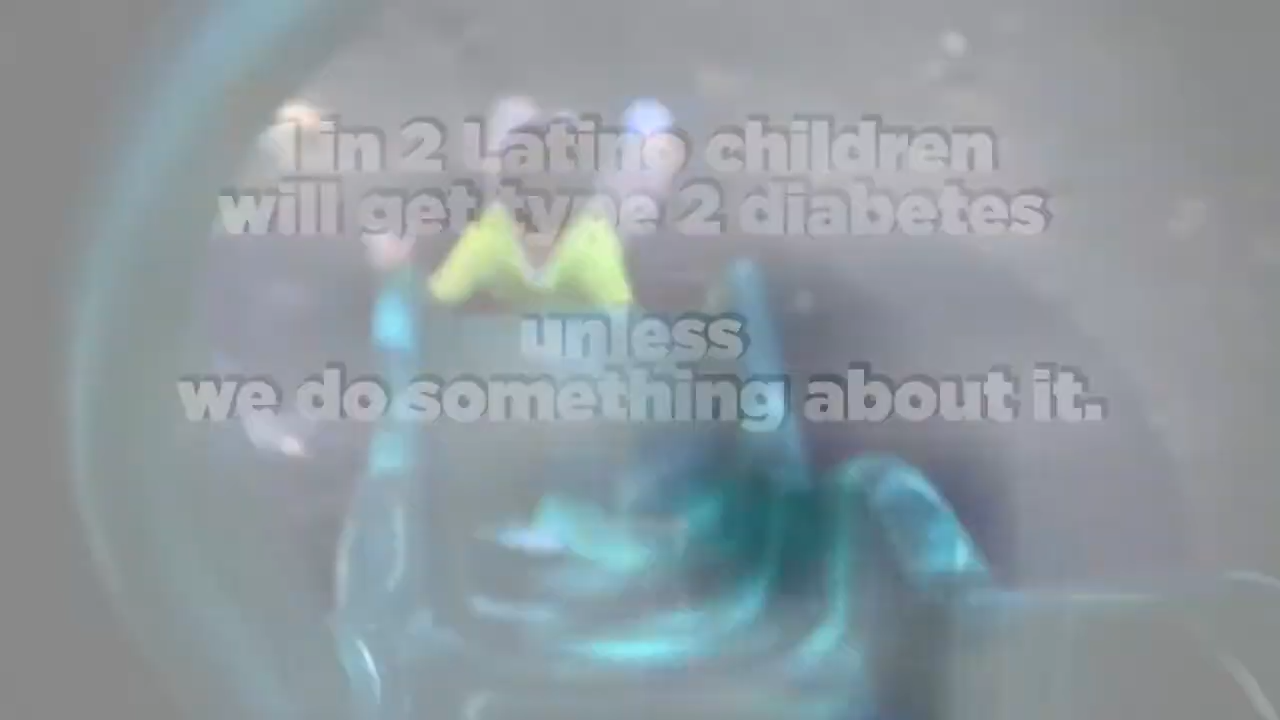 1 in 2 Latino children
will get type 2 diabetes
unless
we do something about it.